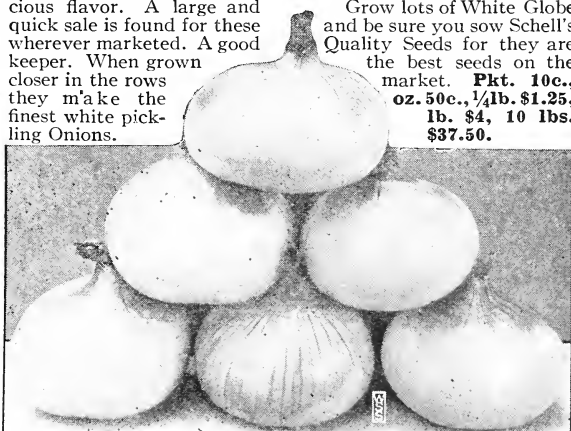 cious flavor. A large and
quick sale is found for these
wherever marketed. A good
keeper. When grown
closer in the rows
they make the
finest white pick-
ling Onions.
Grow lots of White Globe
and be sure you sow Schell's
Quality Seeds for they are
the best seeds on the
market. Pkt. 10c.,
oz. 50c., ¼lb. $1.25,
lb. $4, 10 lbs.
$37.50.